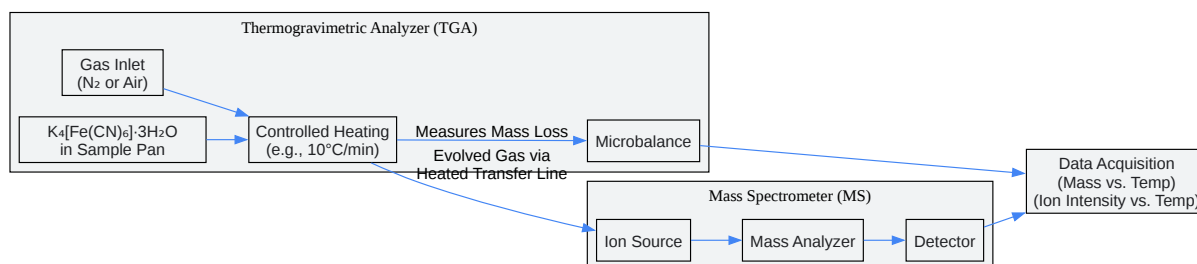 Thermogravimetric Analyzer (TGA)
Gas Inlet
(N₂ or Air)
K₄[Fe(CN)₆]·3H₂O
in Sample Pan
Controlled Heating
(e.g., 10°C/min)
Measures Mass Loss
Evolved Gas via
Heated Transfer Line
Microbalance
Mass Spectrometer (MS)
Ion Source
Mass Analyzer
Detector
Data Acquisition
(Mass vs. Temp)
(Ion Intensity vs. Temp)